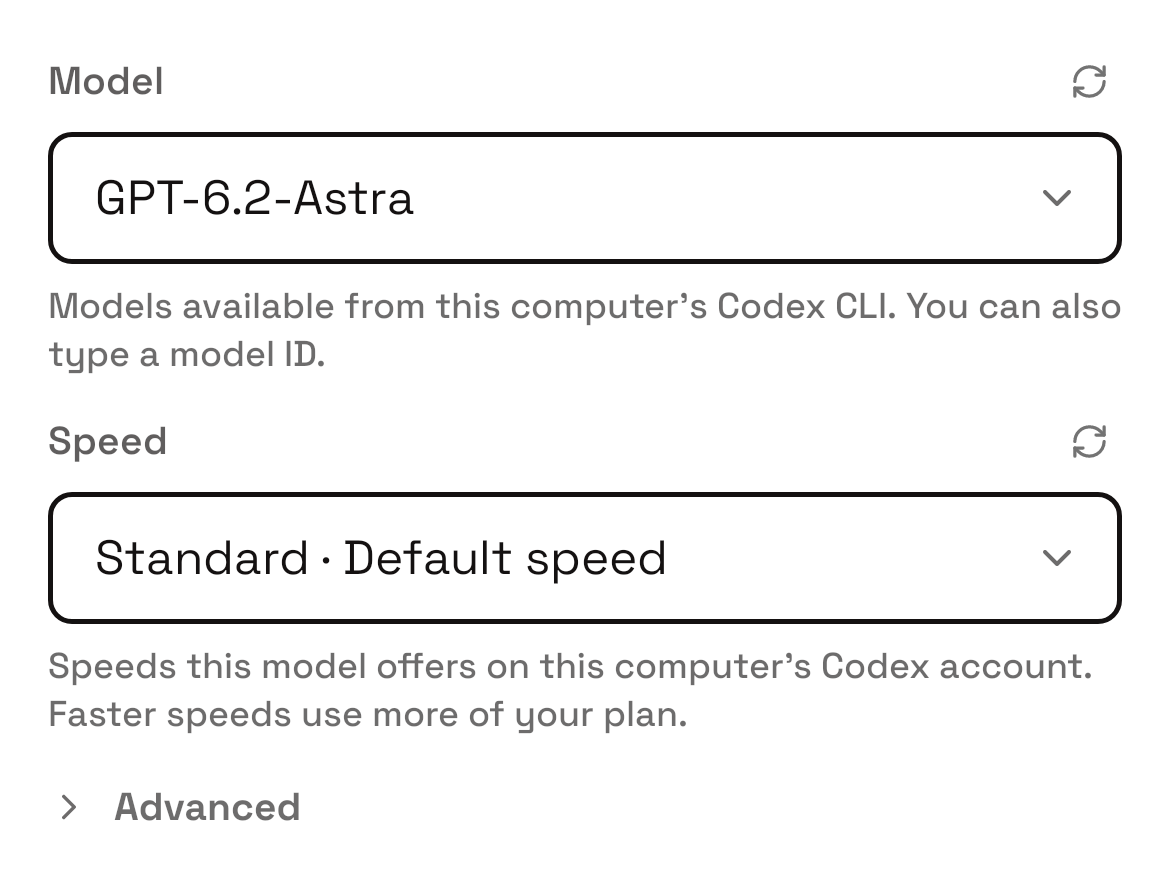 Model
GPT-6.2-Astra
Models available from this computer’s Codex CLI. You can also
type a model ID.
Speed
Standard · Default speed
Speeds this model offers on this computer’s Codex account.
Faster speeds use more of your plan.
Advanced